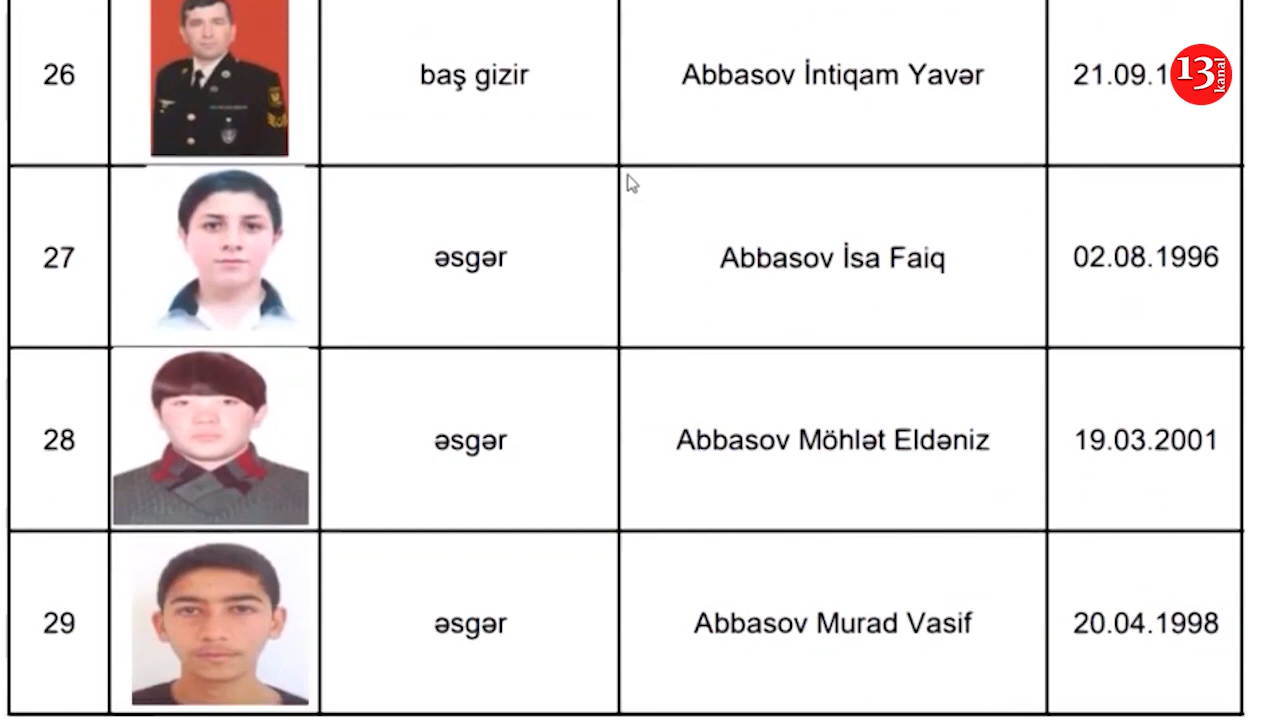 26 baş gizir Abbasov İntiqam Yavər 21.09.1
13 kanal
27 əsgər Abbasov İsa Faiq 02.08.1996
28 əsgər Abbasov Möhlət Eldəniz 19.03.2001
29 əsgər Abbasov Murad Vasif 20.04.1998